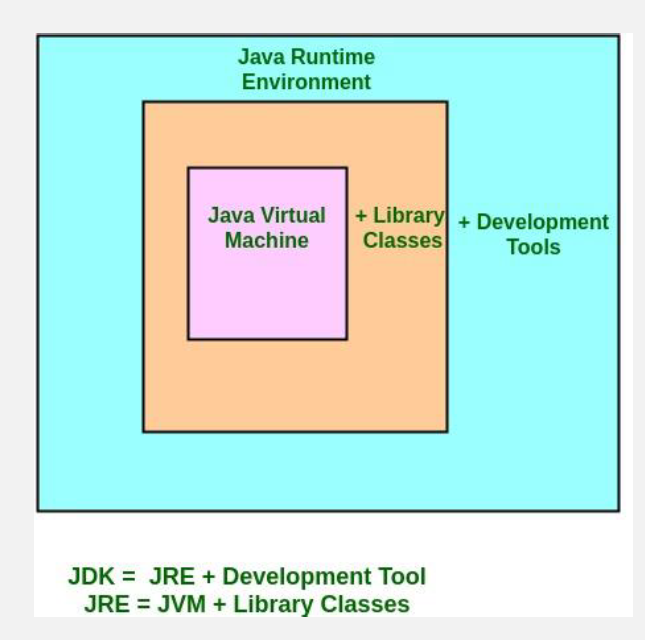 Java Runtime
Environment
Java Virtual
Machine
+ Library
Classes
+ Development
Tools
JDK = JRE + Development Tool
JRE = JVM + Library Classes